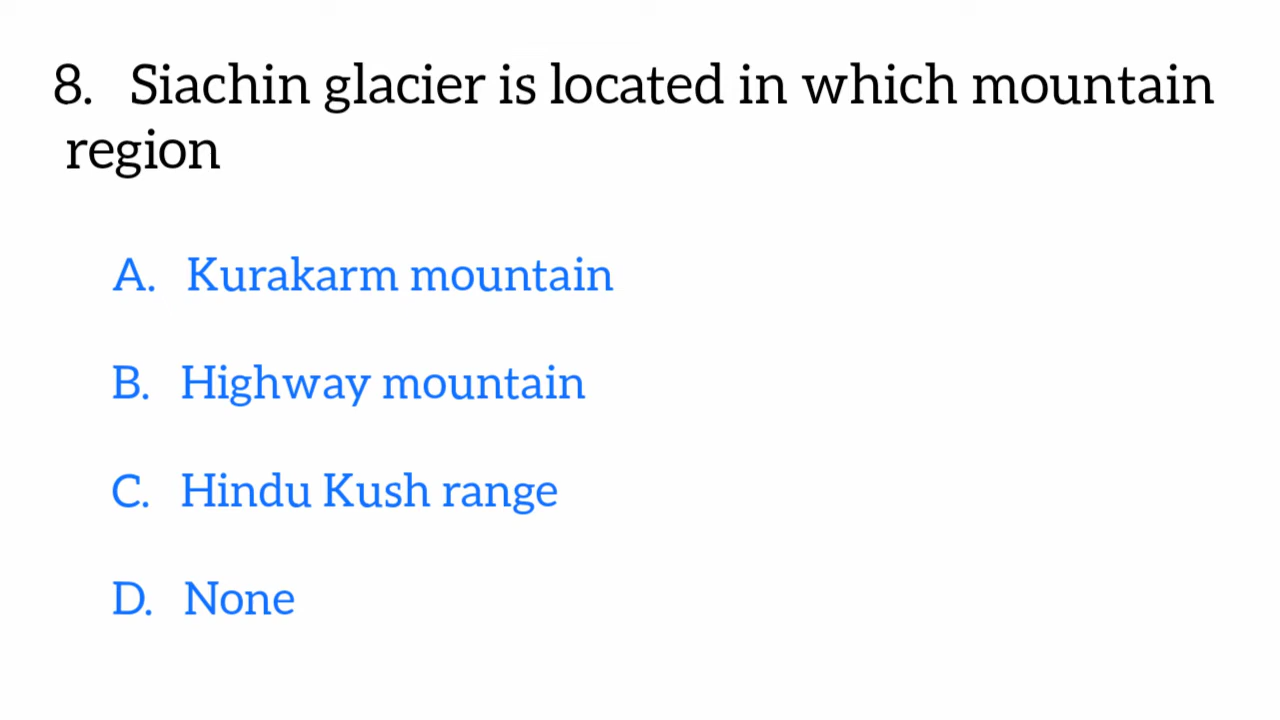 8. Siachin glacier is located in which mountain
region
A. Kurakarm mountain
B. Highway mountain
C. Hindu Kush range
D. None